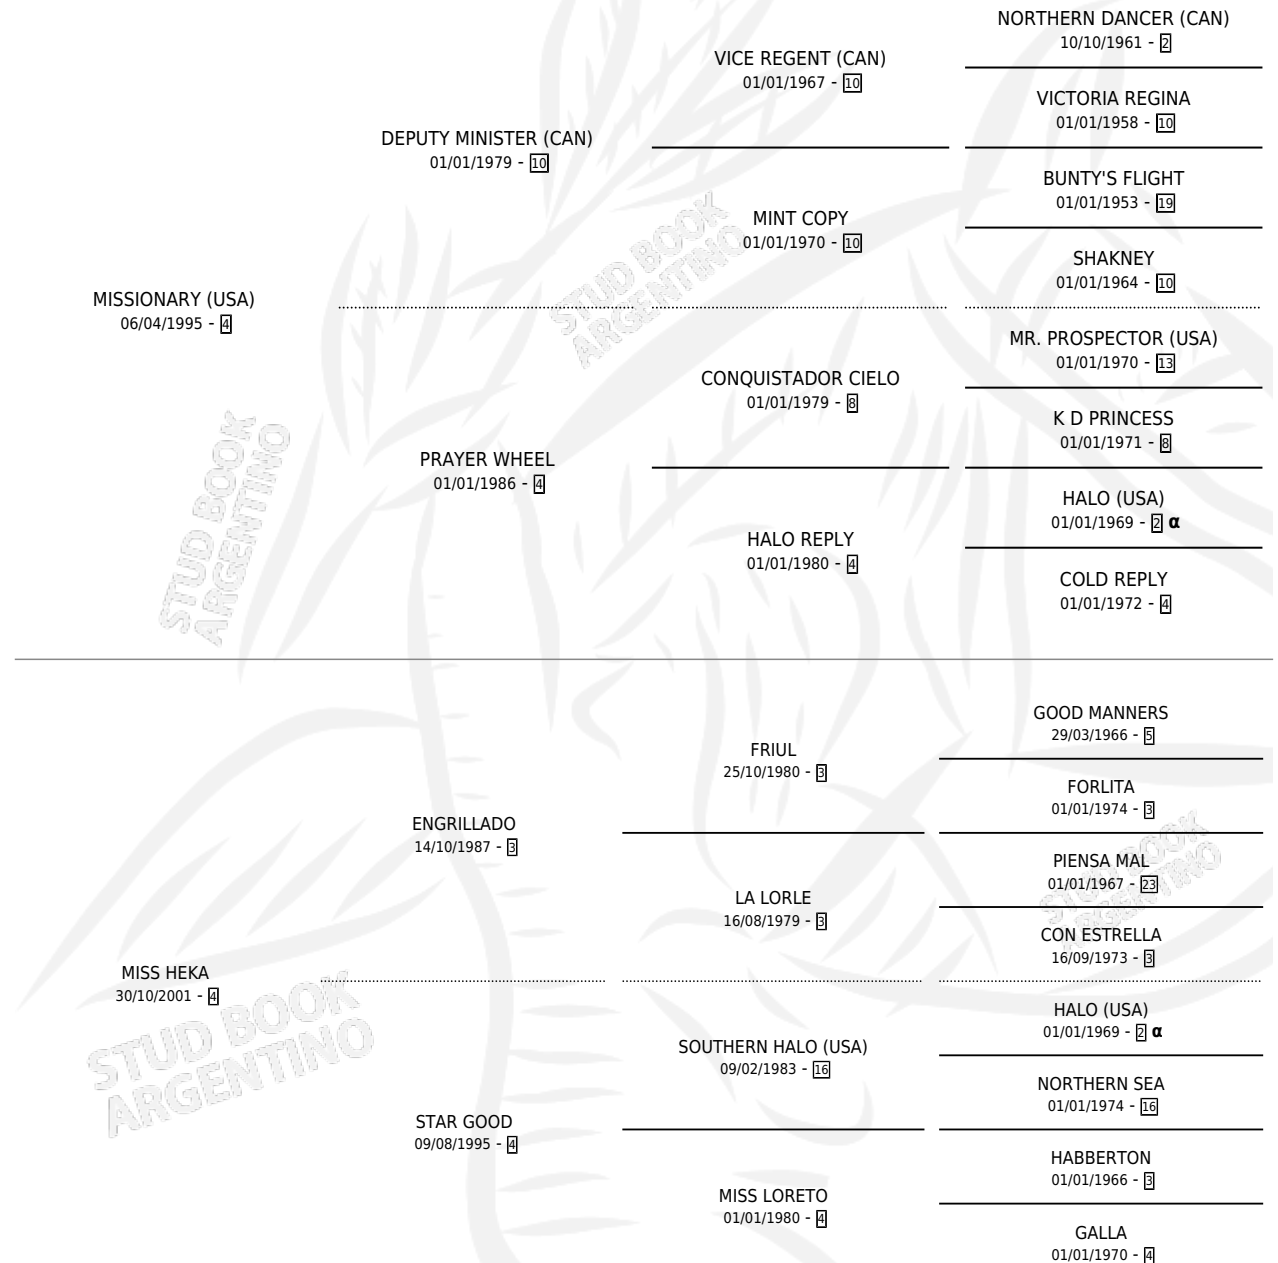 NORTHERN DANCER (CAN)
10/10/1961 - 2
VICE REGENT (CAN)
01/01/1967 - 10
VICTORIA REGINA
01/01/1958 - 10
DEPUTY MINISTER (CAN)
01/01/1979 - 10
BUNTY'S FLIGHT
01/01/1953 - 19
MINT COPY
01/01/1970 - 10
SHAKNEY
01/01/1964 - 10
MISSIONARY (USA)
06/04/1995 - 4
MR. PROSPECTOR (USA)
01/01/1970 - 13
CONQUISTADOR CIELO
01/01/1979 - 8
K D PRINCESS
01/01/1971 - 8
PRAYER WHEEL
01/01/1986 - 4
HALO (USA)
01/01/1969 - 2 α
HALO REPLY
01/01/1980 - 4
COLD REPLY
01/01/1972 - 4
GOOD MANNERS
29/03/1966 - 5
FRIUL
25/10/1980 - 3
FORLITA
01/01/1974 - 3
ENGRILLADO
14/10/1987 - 3
PIENSA MAL
01/01/1967 - 23
LA LORLE
16/08/1979 - 3
CON ESTRELLA
16/09/1973 - 3
MISS HEKA
30/10/2001 - 4
HALO (USA)
01/01/1969 - 2 α
SOUTHERN HALO (USA)
09/02/1983 - 16
NORTHERN SEA
01/01/1974 - 16
STAR GOOD
09/08/1995 - 4
HABBERTON
01/01/1966 - 3
MISS LORETO
01/01/1980 - 4
GALLA
01/01/1970 - 4
STUD BOOK
ARGENTINO
STUD BOOK
ARGENTINO
STUD BOOK
ARGENTINO
STUD BOOK
ARGENTINO